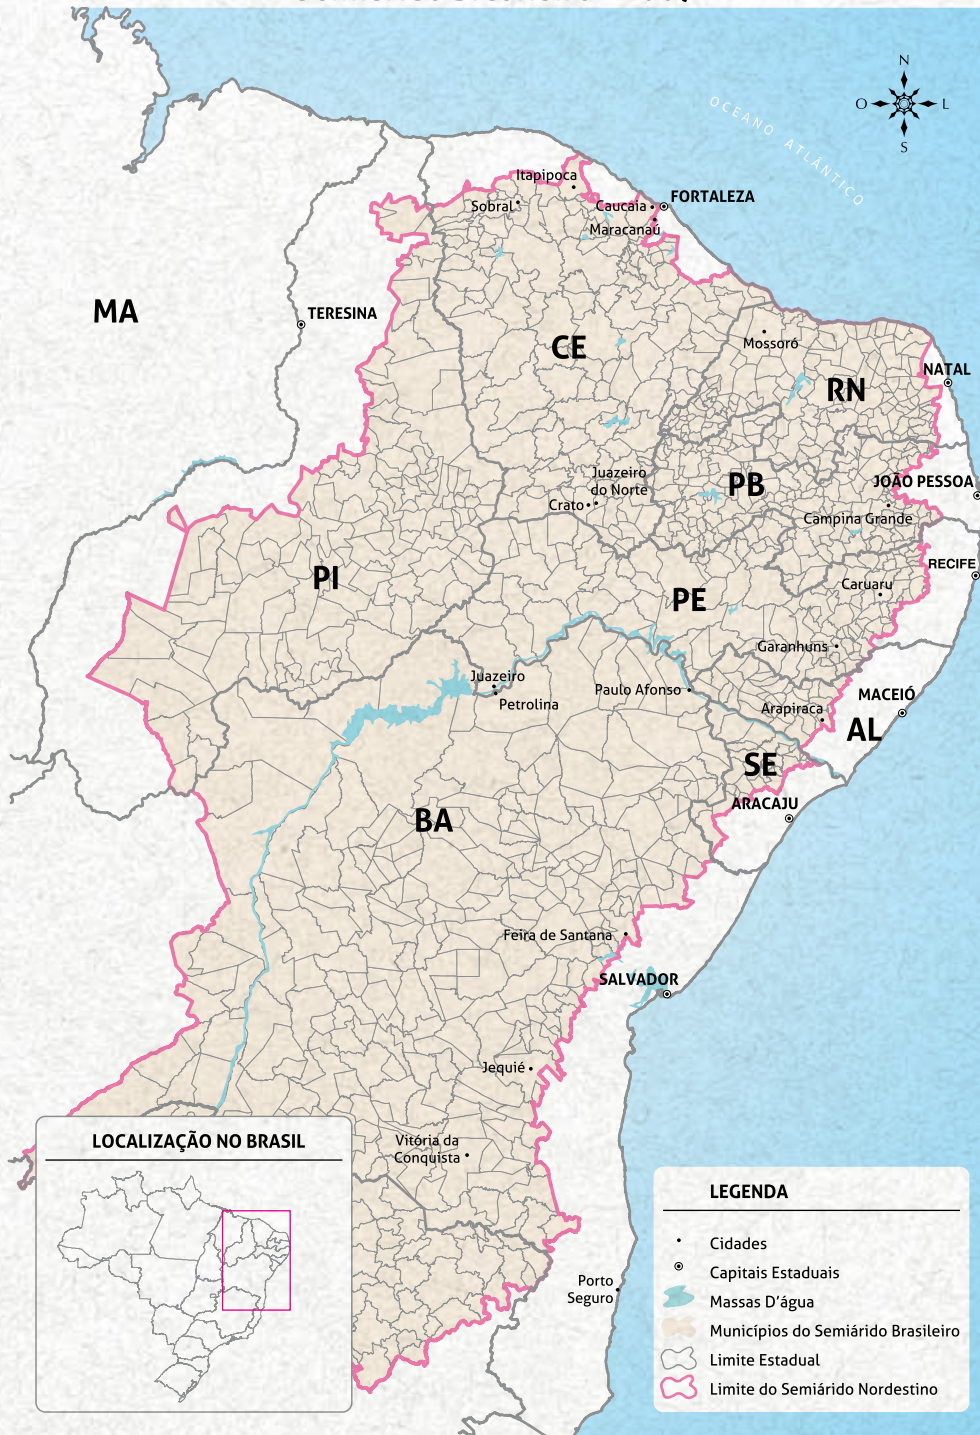 N
O
L
S
OCEANO ATLÂNTICO
Itapipoca
Sobral
Caucaia
FORTALEZA
Maracanaú
MA
TERESINA
CE
Mossoró
RN
NATAL
Juazeiro
do Norte
Crato
PB
JOÃO PESSOA
Campina Grande
PI
RECIFE
PE
Caruaru
Garanhuns
Juazeiro
Petrolina
Paulo Afonso
Arapiraca
MACEIÓ
AL
SE
ARACAJU
BA
Feira de Santana
SALVADOR
Jequié
Vitória da
Conquista
Porto
Seguro
LOCALIZAÇÃO NO BRASIL
LEGENDA
Cidades
Capitais Estaduais
Massas D'água
Municípios do Semiárido Brasileiro
Limite Estadual
Limite do Semiárido Nordestino